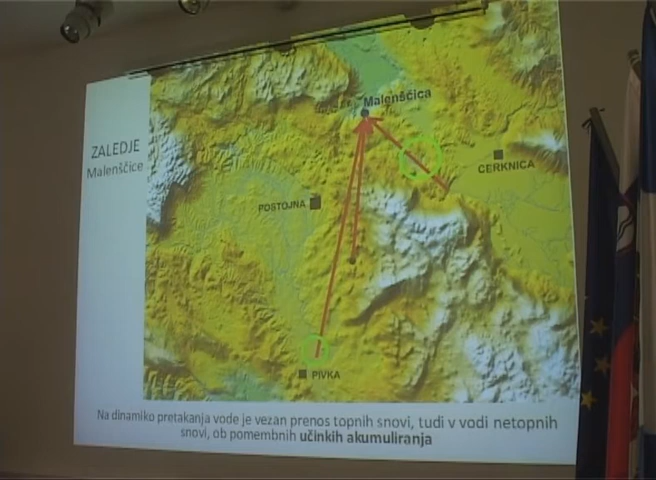 ZALEDJE
Malenščice
Malenščica
CERKNICA
POSTOJNA
PIVKA
Na dinamiko pretakanja vode je vezan prenos topnih snovi, tudi v vodi netopnih
snovi, ob pomembnih učinkih akumuliranja